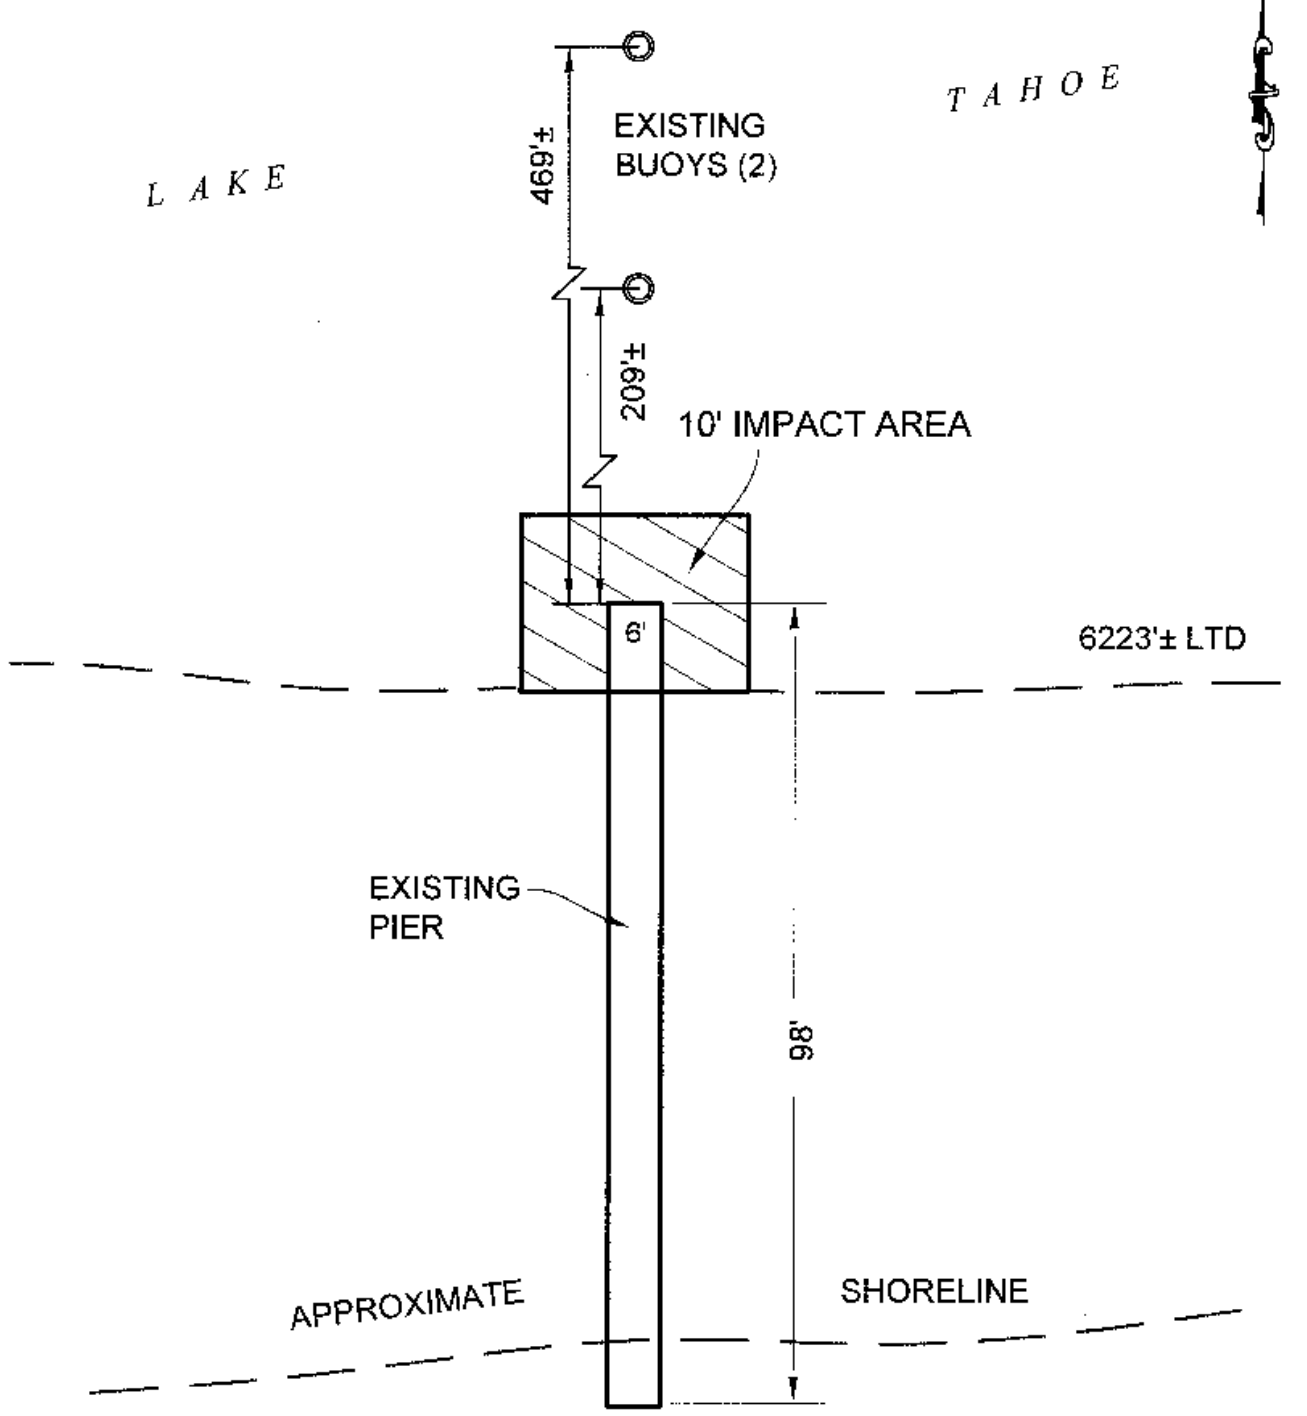 TAHOE
EXISTING
BUOYS (2)
469'±
LAKE
209'±
10' IMPACT AREA
6'
6223'± LTD
EXISTING
PIER
98'
APPROXIMATE SHORELINE